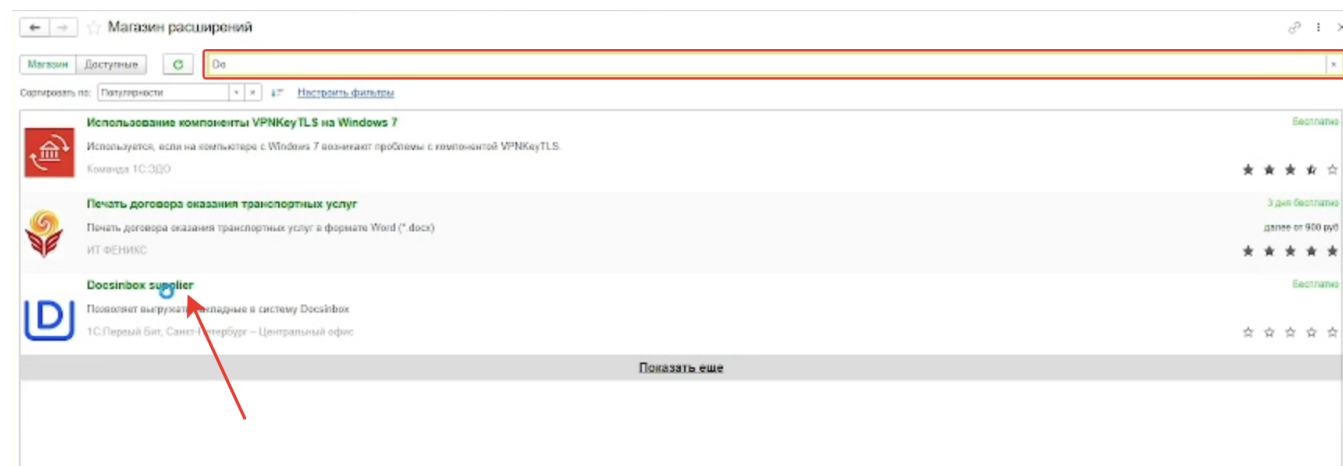 Магазин расширений
Магазин Доступные Do
Сортировать по: Популярности Настроить фильтры
Использование компоненты VPNKeyTLS на Windows 7 Бесплатно
Используется, если на компьютере с Windows 7 возникают проблемы с компонентой VPNKeyTLS.
Команда 1С:ЭДО
Печать договора оказания транспортных услуг 3 дня бесплатно
Печать договора оказания транспортных услуг в формате Word (*.docx) далее от 900 руб
ИТ ФЕНИКС
Docsinbox supplier Бесплатно
Позволяет выгружать накладные в систему Docsinbox
1С:Первый Бит, Санкт-Петербург – Центральный офис
Показать еще